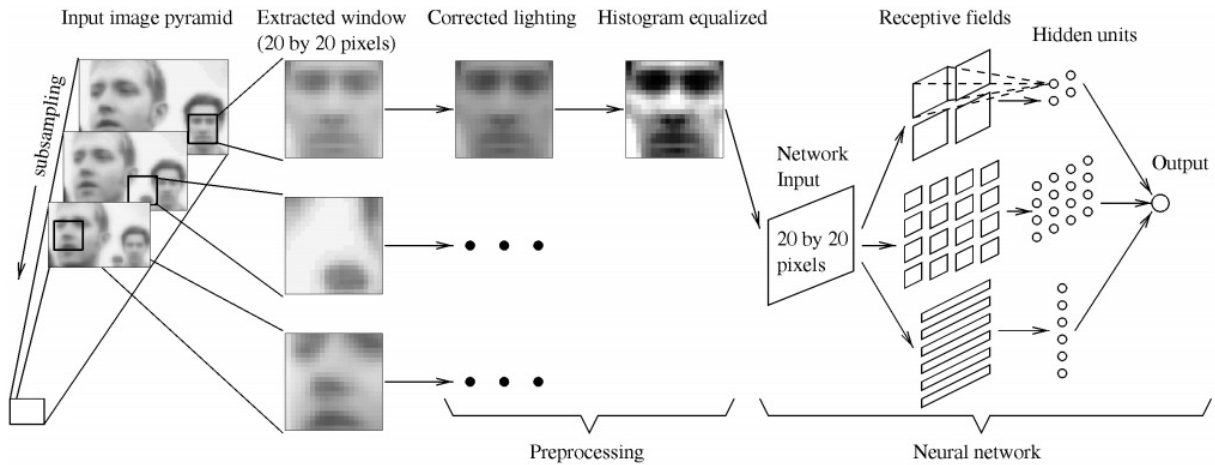 Input image pyramid
Extracted window
(20 by 20 pixels)
Corrected lighting
Histogram equalized
Receptive fields
Hidden units
subsampling
Network
Input
20 by 20
pixels
Output
Preprocessing
Neural network